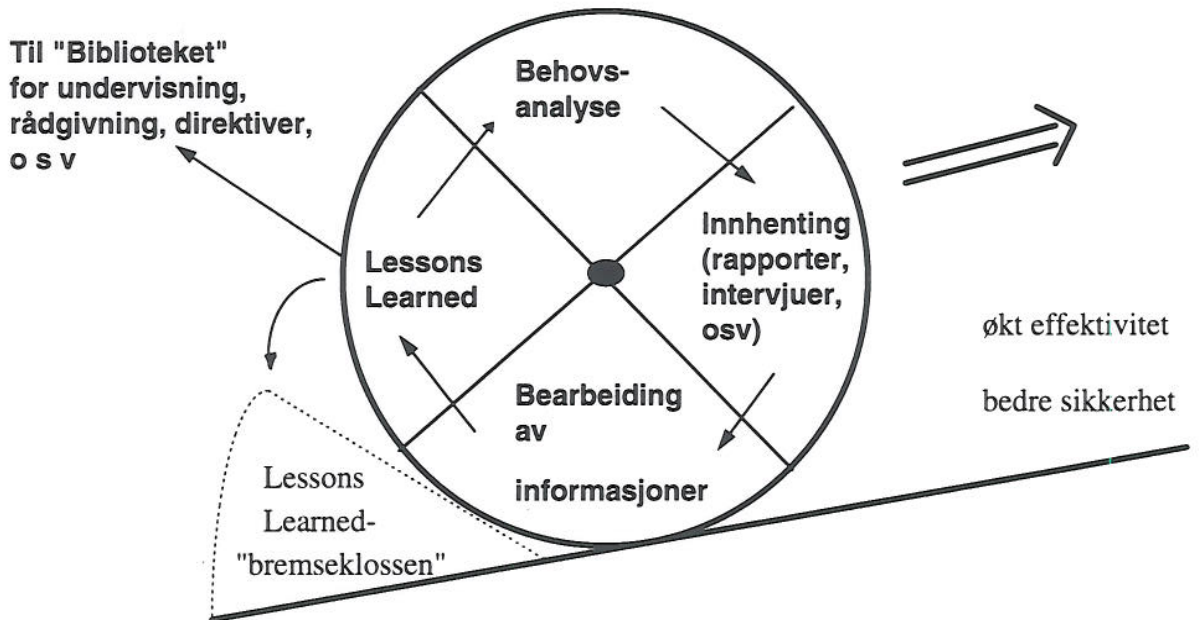 Til "Biblioteket"
for undervisning,
rådgivning, direktiver,
o s v
Behovs-
analyse
Innhenting
(rapporter,
intervjuer,
osv)
Lessons
Learned
Bearbeiding
av
informasjoner
økt effektivitet
bedre sikkerhet
Lessons
Learned-
"bremseklossen"